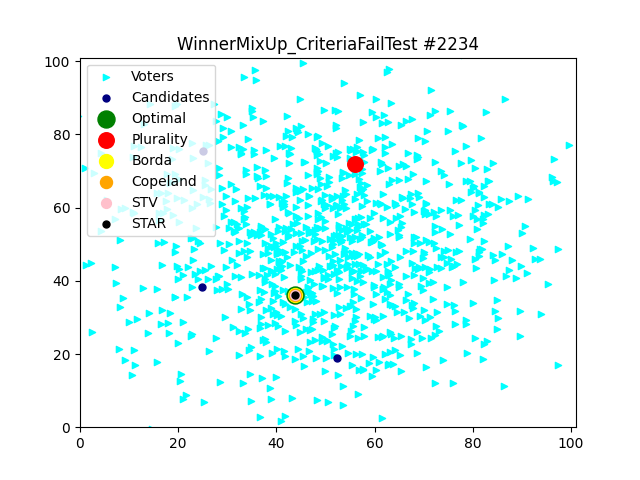 WinnerMixUp_CriteriaFailTest #2234
100
80
60
40
20
0
0 20 40 60 80 100
Voters
Candidates
Optimal
Plurality
Borda
Copeland
STV
STAR